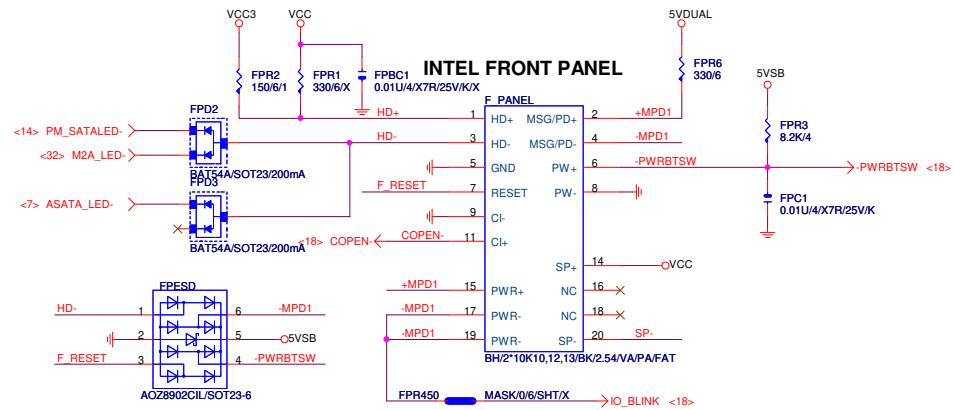 VCC3 VCC 5VDUAL
FPR2
150/6/1
FPR1
330/6/X
FPBC1
0.01U/4/X7R/25V/K/X
INTEL FRONT PANEL
FPR6
330/6
5VSB
FPR3
8.2K/4
FPD2
<14> PM_SATALED-
<32> M2A_LED-
BAT54A/SOT23/200mA
FPD3
<7> ASATA_LED-
BAT54A/SOT23/200mA
F_PANEL
HD+ 1 HD+ MSG/PD+ 2 +MPD1
HD- 3 HD- MSG/PD- 4 -MPD1
5 GND PW+ 6 -PWRBTSW -PWRBTSW <18>
F_RESET 7 RESET PW- 8
9 CI-
<18> COPEN- COPEN- 11 CI+
FPC1
0.01U/4/X7R/25V/K
SP+ 14 VCC
+MPD1 15 PWR+ NC 16
-MPD1 17 PWR- NC 18
-MPD1 19 PWR- SP- 20 SP-
BH/2*10K10,12,13/BK/2.54/VA/PA/FAT
FPESD
HD- 1 6 -MPD1
2 5 5VSB
F_RESET 3 4 -PWRBTSW
AOZ8902CIL/SOT23-6
FPR450 MASK/0/6/SHT/X IO_BLINK <18>